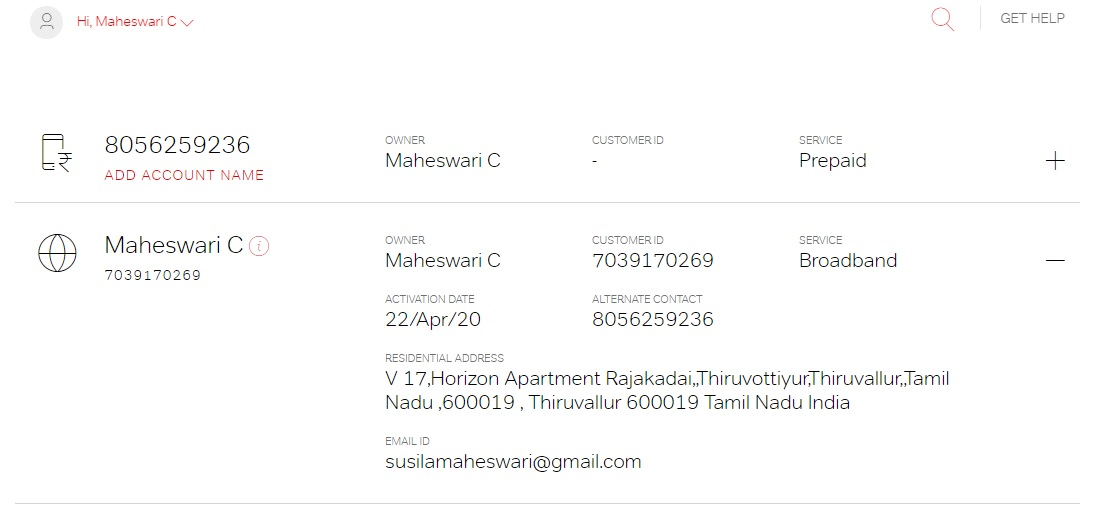 Hi, Maheswari C
GET HELP
8056259236
ADD ACCOUNT NAME
OWNER
Maheswari C
CUSTOMER ID
-
SERVICE
Prepaid
Maheswari C
7039170269
OWNER
Maheswari C
CUSTOMER ID
7039170269
SERVICE
Broadband
ACTIVATION DATE
22/Apr/20
ALTERNATE CONTACT
8056259236
RESIDENTIAL ADDRESS
V 17,Horizon Apartment Rajakadai,,Thiruvottiyur,Thiruvallur,,Tamil
Nadu ,600019 , Thiruvallur 600019 Tamil Nadu India
EMAIL ID
susilamaheswari@gmail.com